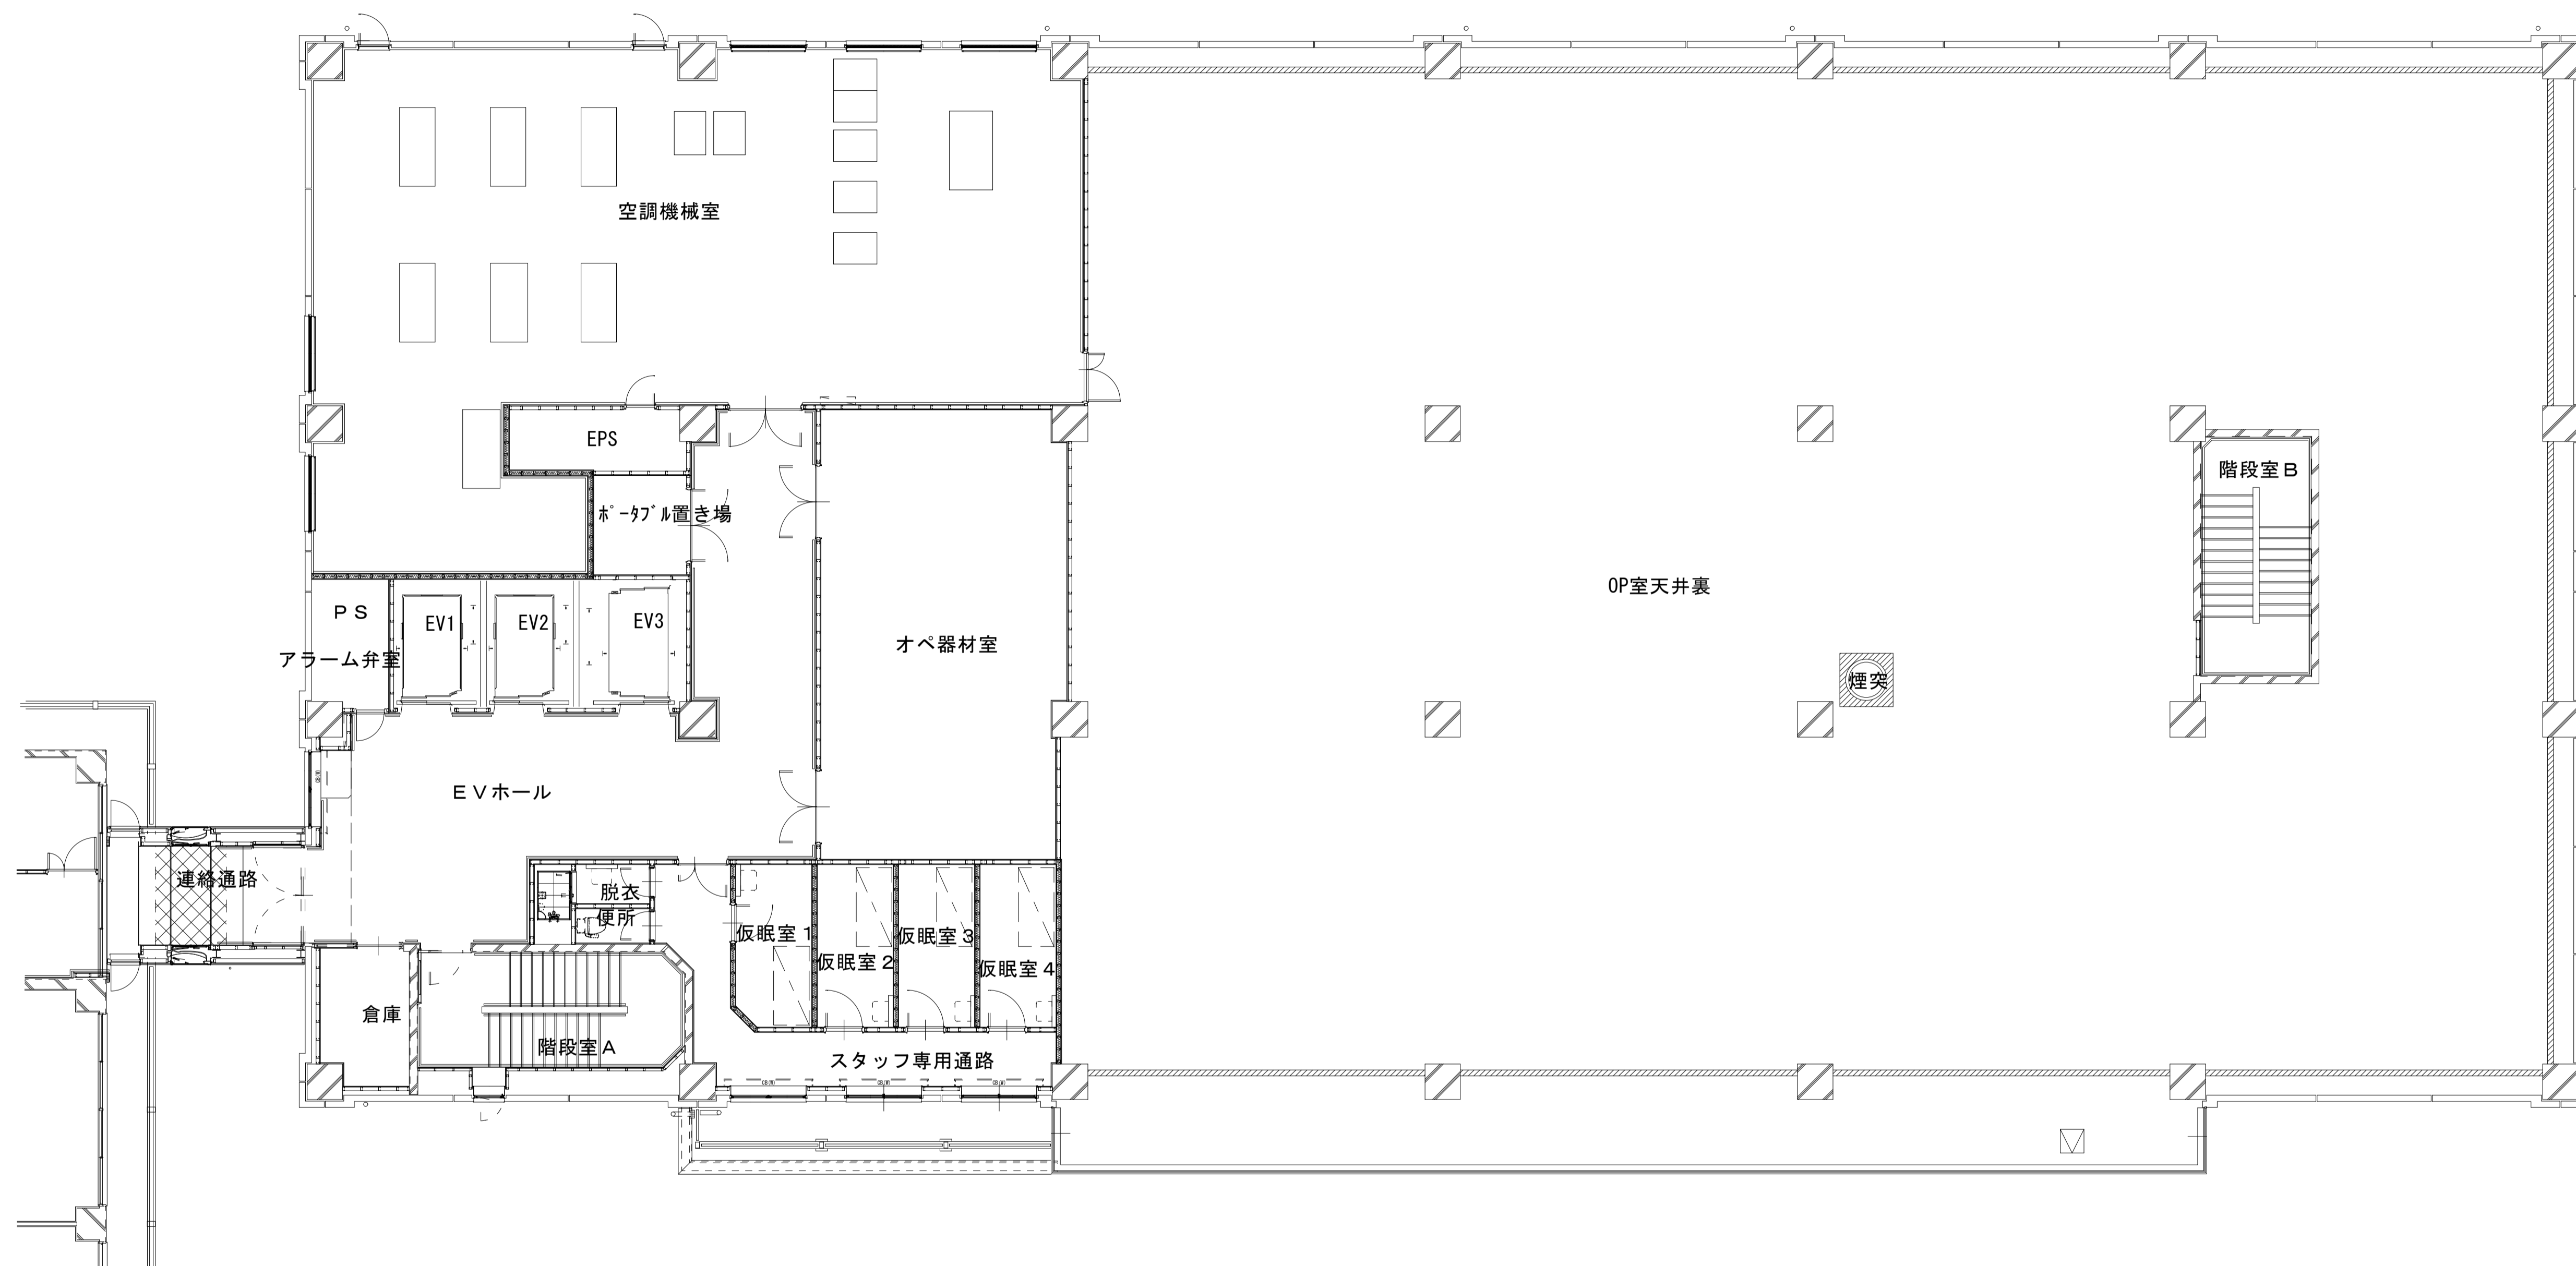 空調機械室
EPS
ﾎﾟｰﾀﾌﾞﾙ置き場
階段室Ｂ
OP室天井裏
ＰＳ
EV1
EV2
EV3
オペ器材室
アラーム弁室
煙突
ＥＶホール
連絡通路
脱衣
便所
仮眠室１
仮眠室２
仮眠室３
仮眠室４
倉庫
階段室Ａ
スタッフ専用通路